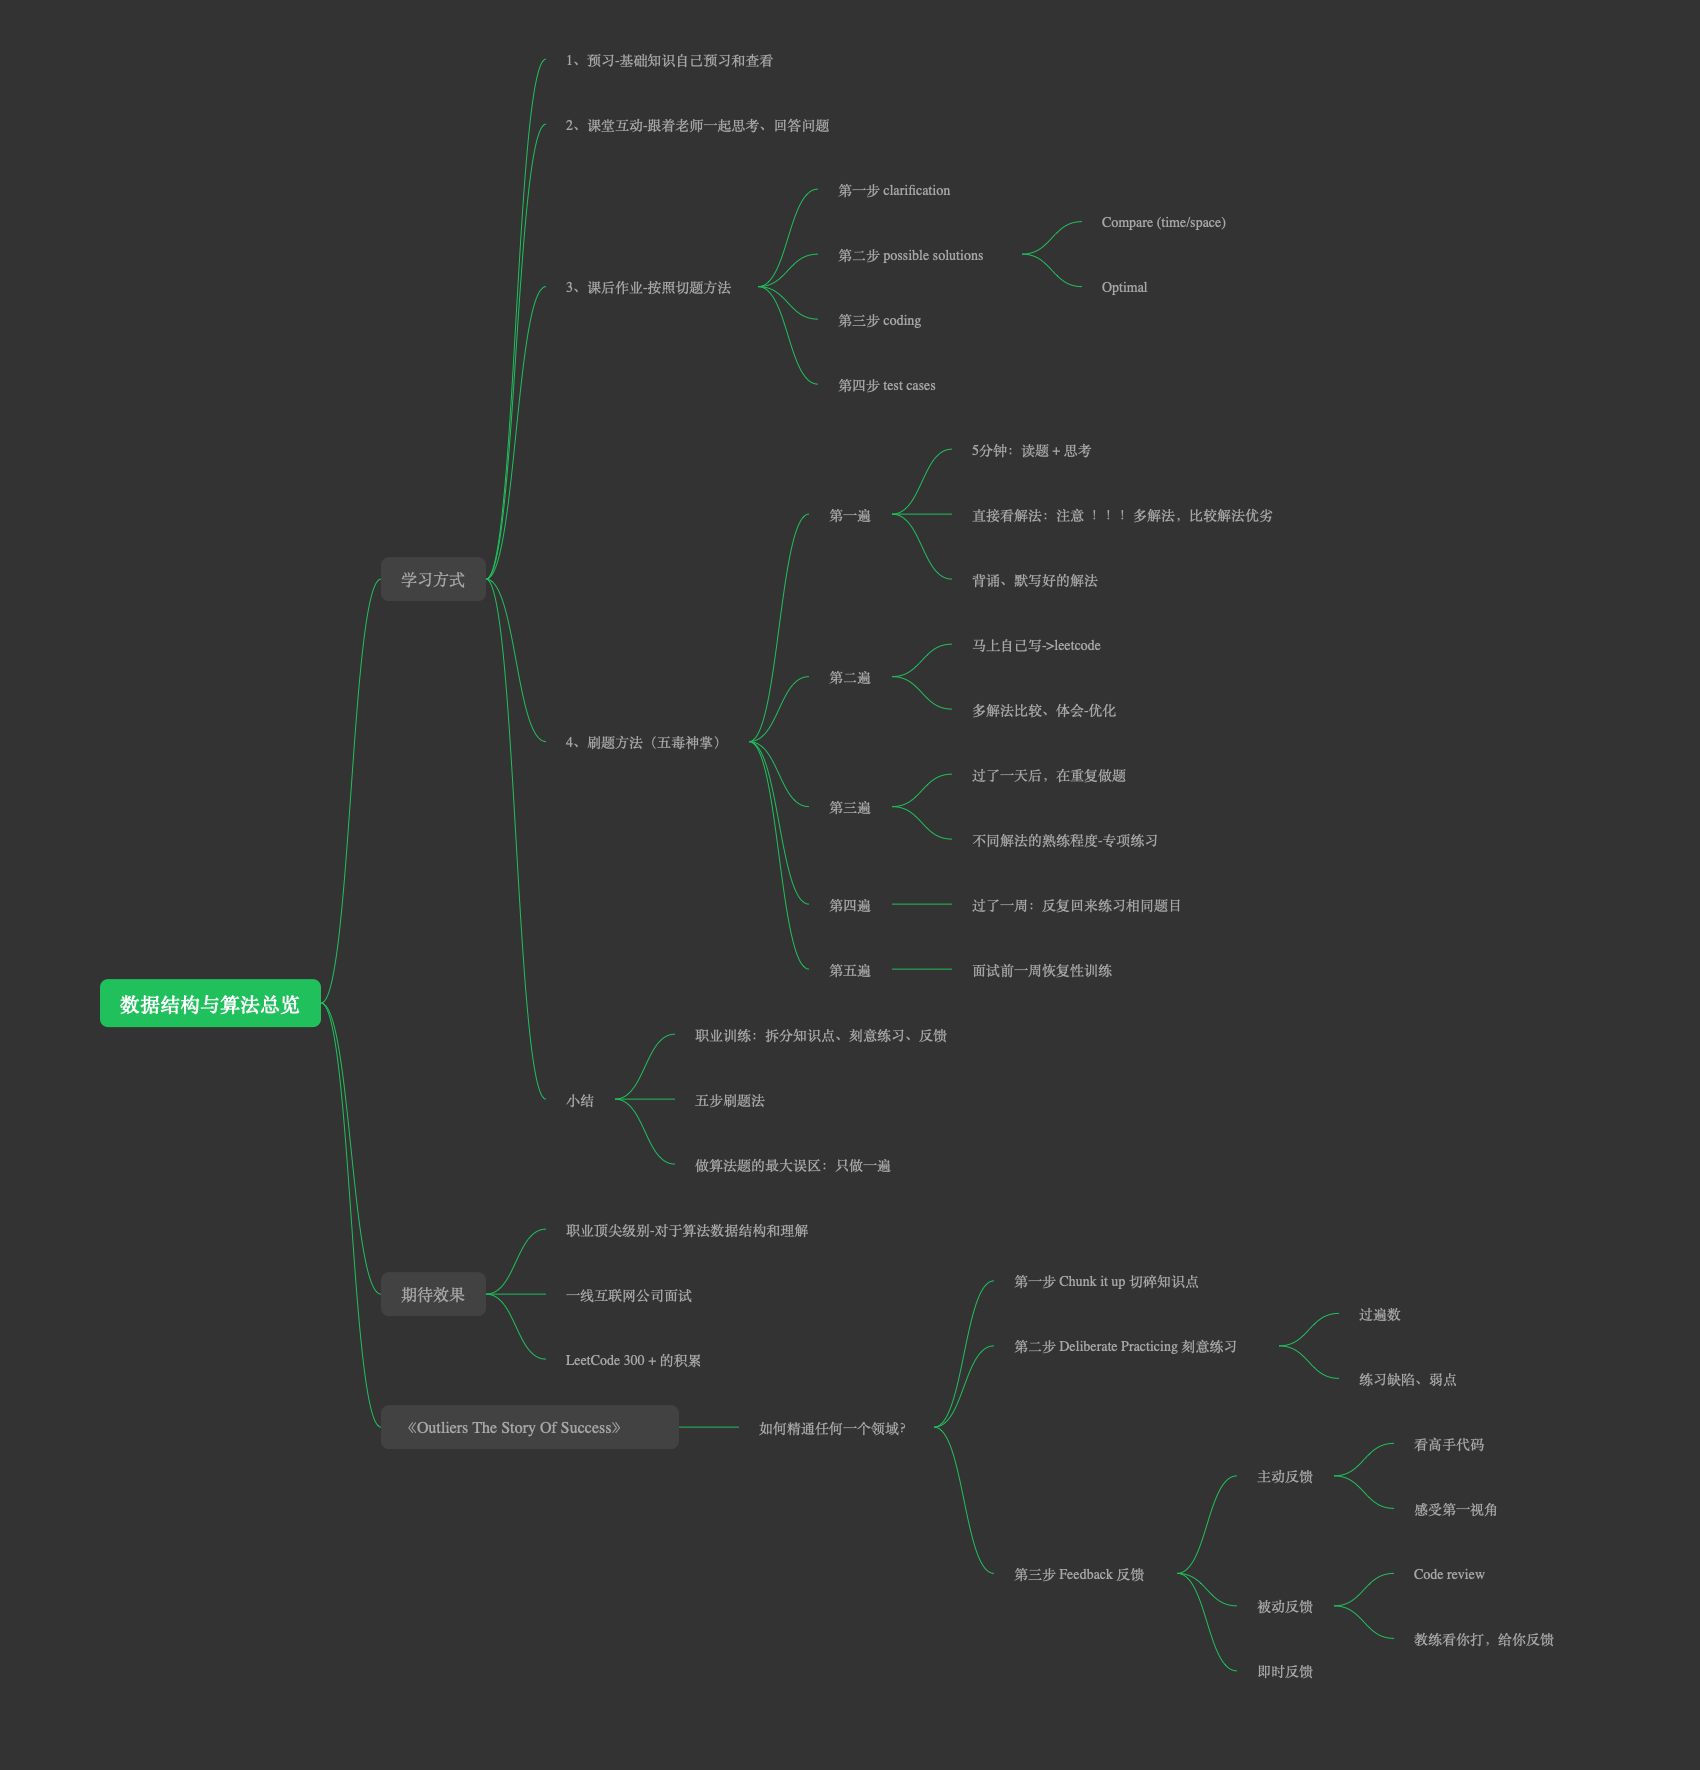 数据结构与算法总览
学习方式
1、预习-基础知识自己预习和查看
2、课堂互动-跟着老师一起思考、回答问题
3、课后作业-按照切题方法
第一步 clarification
第二步 possible solutions
Compare (time/space)
Optimal
第三步 coding
第四步 test cases
4、刷题方法（五毒神掌）
第一遍
5分钟：读题 + 思考
直接看解法：注意 ！！！ 多解法，比较解法优劣
背诵、默写好的解法
第二遍
马上自己写->leetcode
多解法比较、体会-优化
第三遍
过了一天后，在重复做题
不同解法的熟练程度-专项练习
第四遍
过了一周：反复回来练习相同题目
第五遍
面试前一周恢复性训练
小结
职业训练：拆分知识点、刻意练习、反馈
五步刷题法
做算法题的最大误区：只做一遍
期待效果
职业顶尖级别-对于算法数据结构和理解
一线互联网公司面试
LeetCode 300 + 的积累
《Outliers The Story Of Success》
如何精通任何一个领域?
第一步 Chunk it up 切碎知识点
第二步 Deliberate Practicing 刻意练习
过遍数
练习缺陷、弱点
第三步 Feedback 反馈
主动反馈
看高手代码
感受第一视角
被动反馈
Code review
教练看你打，给你反馈
即时反馈